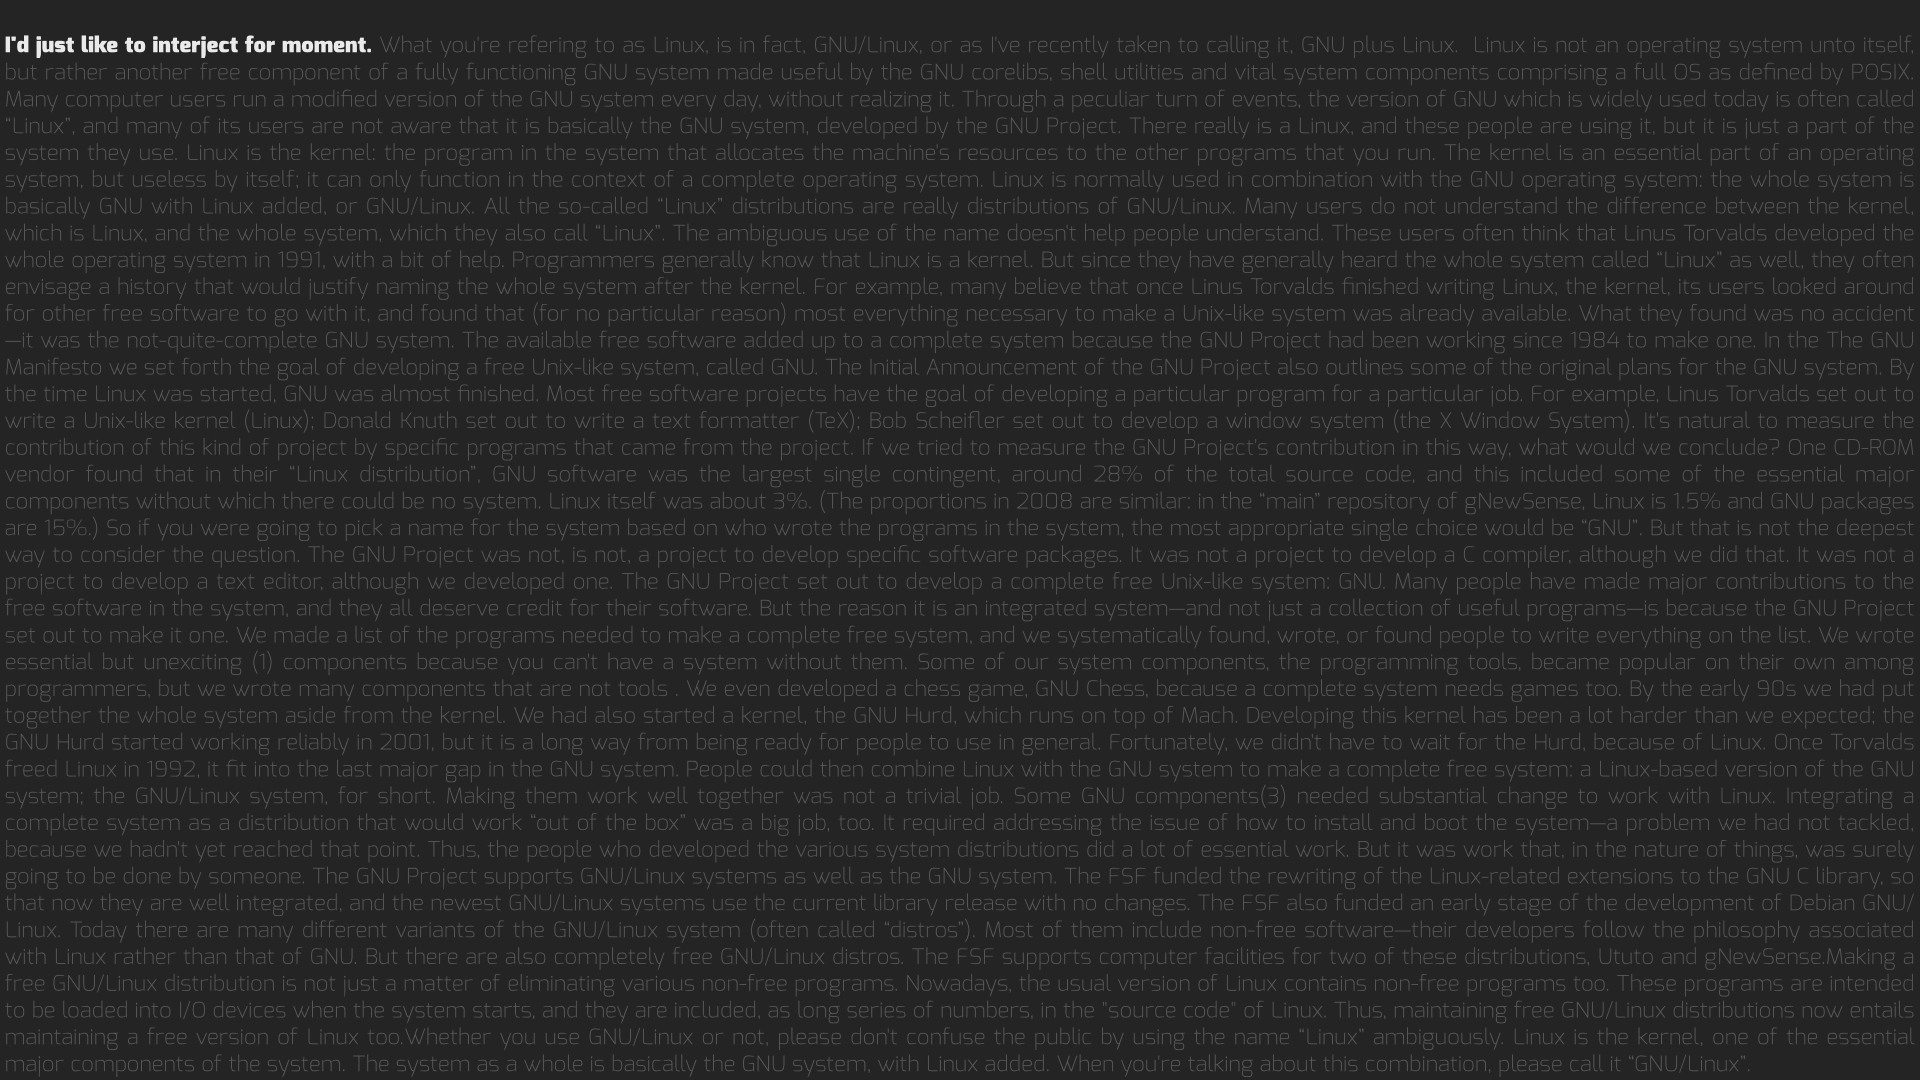 I'd just like to interject for moment. What you're refering to as Linux, is in fact, GNU/Linux, or as I've recently taken to calling it, GNU plus Linux. Linux is not an operating system unto itself,
but rather another free component of a fully functioning GNU system made useful by the GNU corelibs, shell utilities and vital system components comprising a full OS as defined by POSIX.
Many computer users run a modified version of the GNU system every day, without realizing it. Through a peculiar turn of events, the version of GNU which is widely used today is often called
“Linux”, and many of its users are not aware that it is basically the GNU system, developed by the GNU Project. There really is a Linux, and these people are using it, but it is just a part of the
system they use. Linux is the kernel: the program in the system that allocates the machine's resources to the other programs that you run. The kernel is an essential part of an operating
system, but useless by itself; it can only function in the context of a complete operating system. Linux is normally used in combination with the GNU operating system: the whole system is
basically GNU with Linux added, or GNU/Linux. All the so-called “Linux” distributions are really distributions of GNU/Linux. Many users do not understand the difference between the kernel,
which is Linux, and the whole system, which they also call “Linux”. The ambiguous use of the name doesn't help people understand. These users often think that Linus Torvalds developed the
whole operating system in 1991, with a bit of help. Programmers generally know that Linux is a kernel. But since they have generally heard the whole system called “Linux” as well, they often
envisage a history that would justify naming the whole system after the kernel. For example, many believe that once Linus Torvalds finished writing Linux, the kernel, its users looked around
for other free software to go with it, and found that (for no particular reason) most everything necessary to make a Unix-like system was already available. What they found was no accident
—it was the not-quite-complete GNU system. The available free software added up to a complete system because the GNU Project had been working since 1984 to make one. In the The GNU
Manifesto we set forth the goal of developing a free Unix-like system, called GNU. The Initial Announcement of the GNU Project also outlines some of the original plans for the GNU system. By
the time Linux was started, GNU was almost finished. Most free software projects have the goal of developing a particular program for a particular job. For example, Linus Torvalds set out to
write a Unix-like kernel (Linux); Donald Knuth set out to write a text formatter (TeX); Bob Scheifler set out to develop a window system (the X Window System). It's natural to measure the
contribution of this kind of project by specific programs that came from the project. If we tried to measure the GNU Project's contribution in this way, what would we conclude? One CD-ROM
vendor found that in their “Linux distribution”, GNU software was the largest single contingent, around 28% of the total source code, and this included some of the essential major
components without which there could be no system. Linux itself was about 3%. (The proportions in 2008 are similar: in the “main” repository of gNewSense, Linux is 1.5% and GNU packages
are 15%.) So if you were going to pick a name for the system based on who wrote the programs in the system, the most appropriate single choice would be “GNU”. But that is not the deepest
way to consider the question. The GNU Project was not, is not, a project to develop specific software packages. It was not a project to develop a C compiler, although we did that. It was not a
project to develop a text editor, although we developed one. The GNU Project set out to develop a complete free Unix-like system: GNU. Many people have made major contributions to the
free software in the system, and they all deserve credit for their software. But the reason it is an integrated system—and not just a collection of useful programs—is because the GNU Project
set out to make it one. We made a list of the programs needed to make a complete free system, and we systematically found, wrote, or found people to write everything on the list. We wrote
essential but unexciting (1) components because you can't have a system without them. Some of our system components, the programming tools, became popular on their own among
programmers, but we wrote many components that are not tools . We even developed a chess game, GNU Chess, because a complete system needs games too. By the early 90s we had put
together the whole system aside from the kernel. We had also started a kernel, the GNU Hurd, which runs on top of Mach. Developing this kernel has been a lot harder than we expected; the
GNU Hurd started working reliably in 2001, but it is a long way from being ready for people to use in general. Fortunately, we didn't have to wait for the Hurd, because of Linux. Once Torvalds
freed Linux in 1992, it fit into the last major gap in the GNU system. People could then combine Linux with the GNU system to make a complete free system: a Linux-based version of the GNU
system; the GNU/Linux system, for short. Making them work well together was not a trivial job. Some GNU components(3) needed substantial change to work with Linux. Integrating a
complete system as a distribution that would work “out of the box” was a big job, too. It required addressing the issue of how to install and boot the system—a problem we had not tackled,
because we hadn't yet reached that point. Thus, the people who developed the various system distributions did a lot of essential work. But it was work that, in the nature of things, was surely
going to be done by someone. The GNU Project supports GNU/Linux systems as well as the GNU system. The FSF funded the rewriting of the Linux-related extensions to the GNU C library, so
that now they are well integrated, and the newest GNU/Linux systems use the current library release with no changes. The FSF also funded an early stage of the development of Debian GNU/
Linux. Today there are many different variants of the GNU/Linux system (often called “distros”). Most of them include non-free software—their developers follow the philosophy associated
with Linux rather than that of GNU. But there are also completely free GNU/Linux distros. The FSF supports computer facilities for two of these distributions, Ututo and gNewSense.Making a
free GNU/Linux distribution is not just a matter of eliminating various non-free programs. Nowadays, the usual version of Linux contains non-free programs too. These programs are intended
to be loaded into I/O devices when the system starts, and they are included, as long series of numbers, in the "source code" of Linux. Thus, maintaining free GNU/Linux distributions now entails
maintaining a free version of Linux too.Whether you use GNU/Linux or not, please don't confuse the public by using the name “Linux” ambiguously. Linux is the kernel, one of the essential
major components of the system. The system as a whole is basically the GNU system, with Linux added. When you're talking about this combination, please call it “GNU/Linux”.